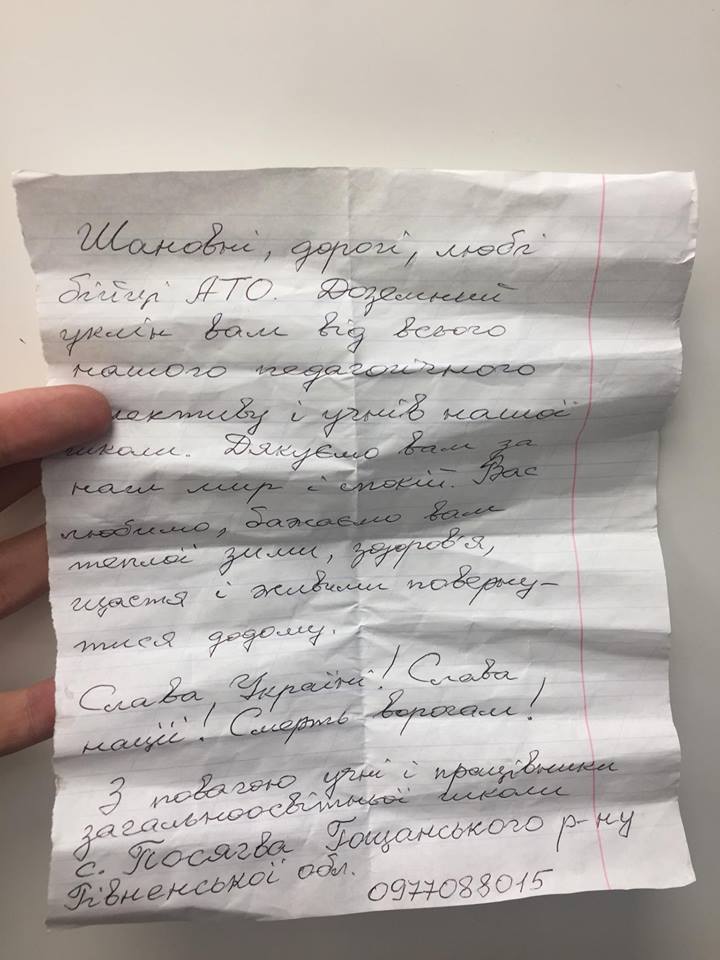 Шановні, дорогі, любі
бійці АТО. Доземний
уклін вам від всього
нашого педагогічного
лективу і учнів нашої
школи. Дякуємо вам за
наш мир і спокій. Вас
любимо, бажаємо вам
теплої зими, здоров'я,
щастя і живими поверну-
тися додому.
Слава Україні! Слава
нації! Смерть ворогам!
З повагою учні і працівники
загальноосвітньої школи
с. Посягва Гощанського р-ну
Рівненської обл.
0977088015